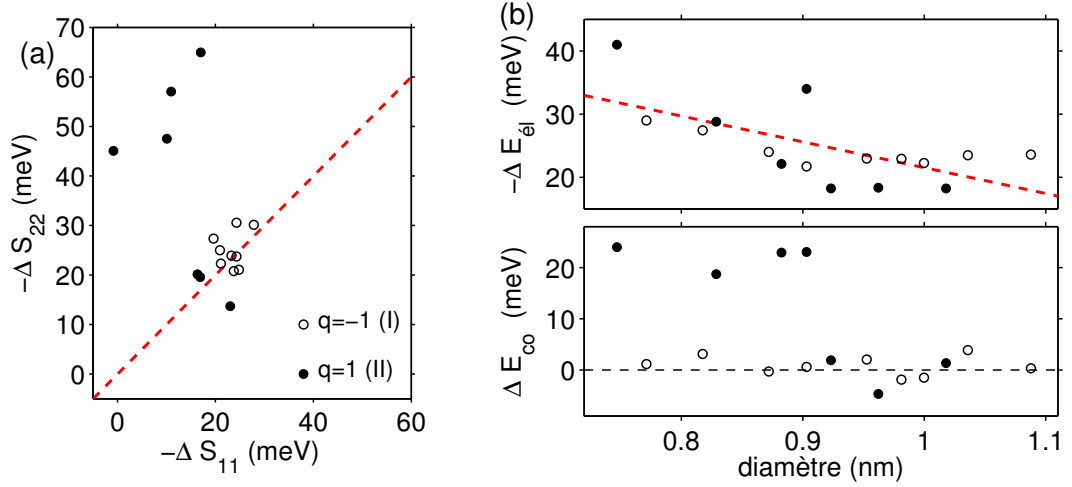 (a)
70
60
50
40
30
20
10
0
−Δ S22 (meV)
q=−1 (I)
q=1 (II)
0 20 40 60
−Δ S11 (meV)
(b)
40
30
20
−Δ Eél (meV)
20
10
0
Δ Eco (meV)
0.8 0.9 1 1.1
diamètre (nm)